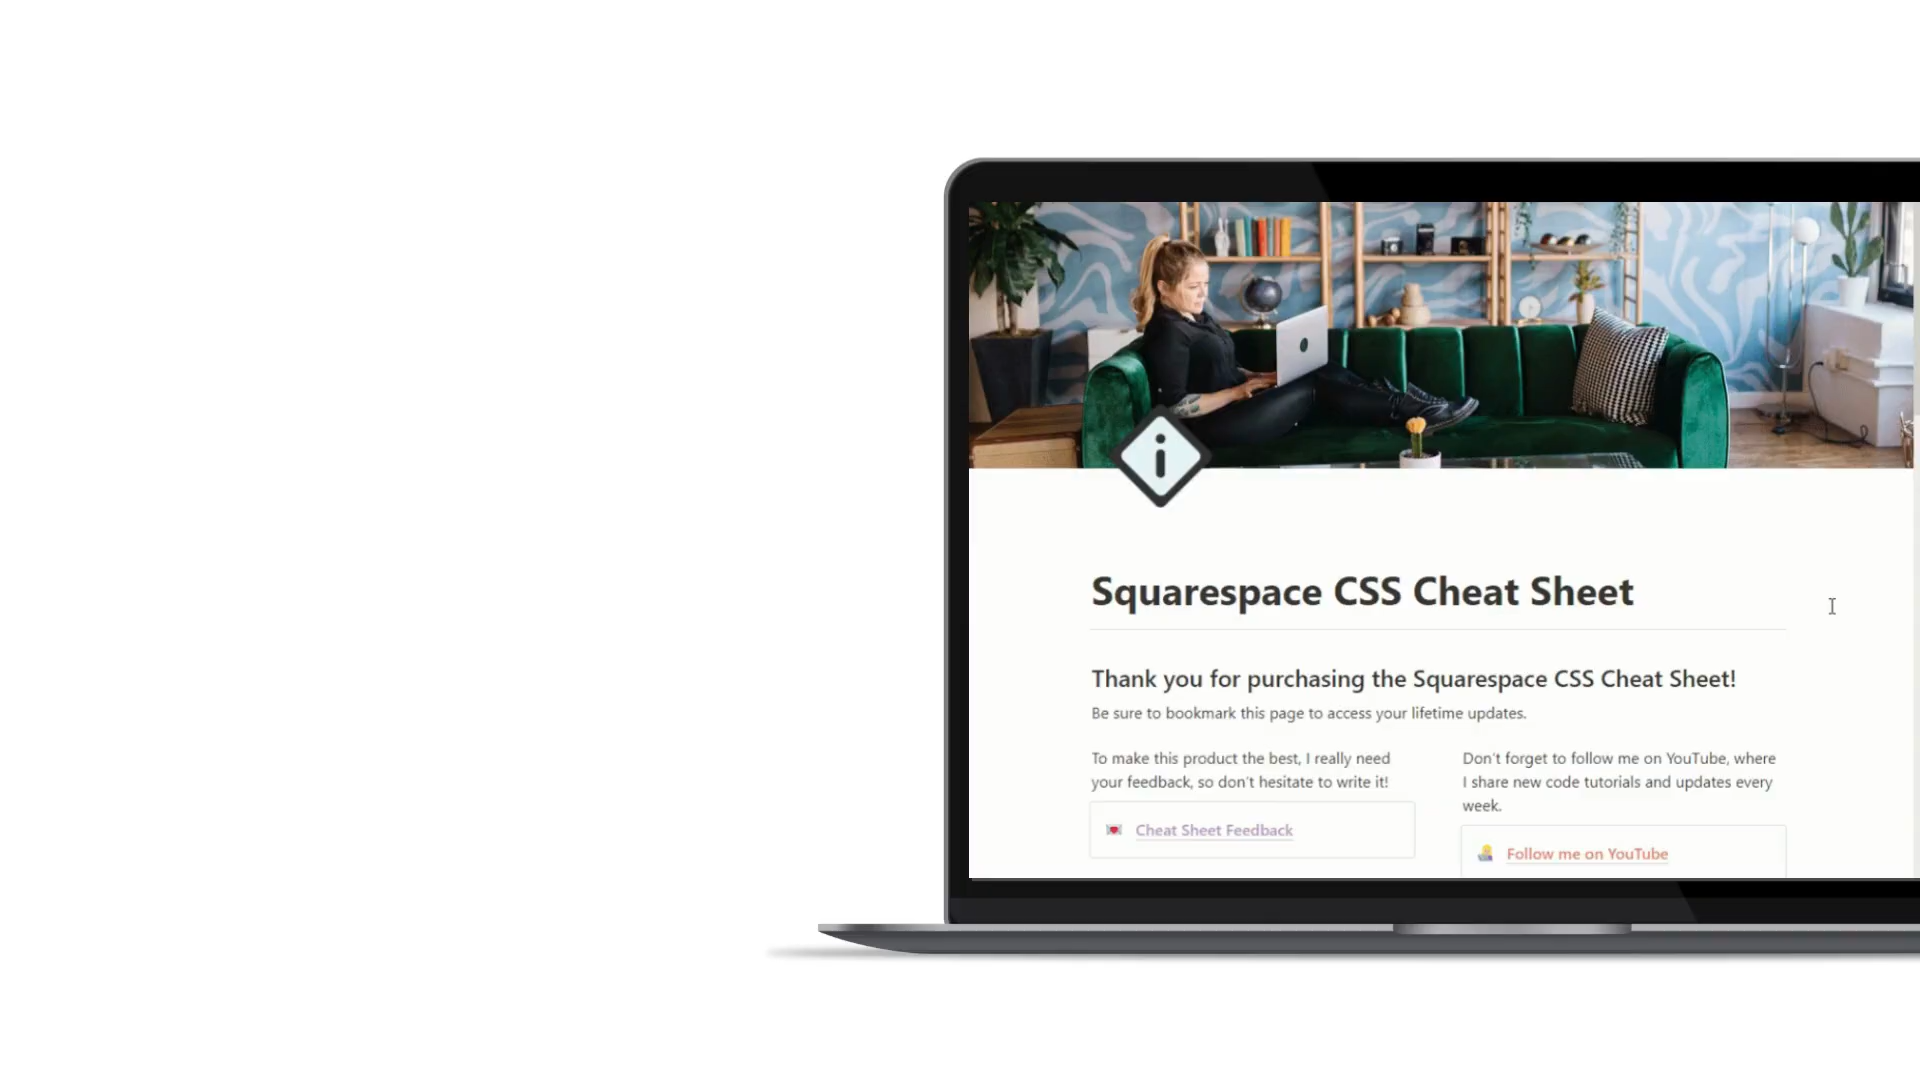 Squarespace CSS Cheat Sheet
Thank you for purchasing the Squarespace CSS Cheat Sheet!
Be sure to bookmark this page to access your lifetime updates.
To make this product the best, I really need
your feedback, so don't hesitate to write it!
Cheat Sheet Feedback
Don't forget to follow me on YouTube, where
I share new code tutorials and updates every
week.
Follow me on YouTube